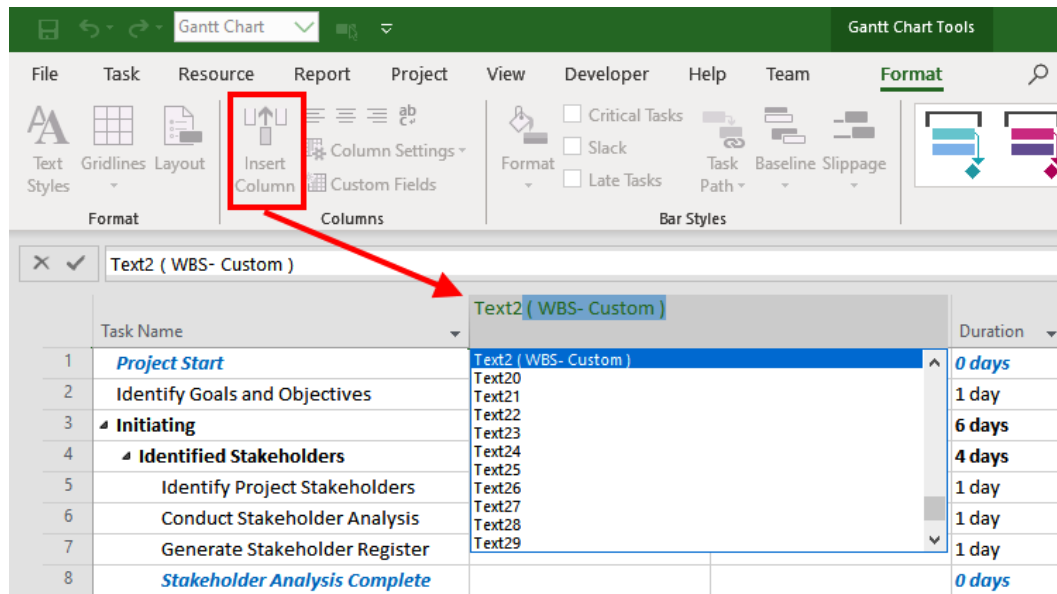 Gantt Chart
Gantt Chart Tools
File Task Resource Report Project View Developer Help Team Format
Text Styles
Gridlines
Layout
Format
Insert Column
ab
c
Column Settings
Custom Fields
Columns
Format
Critical Tasks
Slack
Late Tasks
Task Path
Baseline
Slippage
Bar Styles
Text2 ( WBS- Custom )
Task Name
Text2 ( WBS- Custom )
Duration
1 Project Start 0 days
2 Identify Goals and Objectives 1 day
3 Initiating 6 days
4 Identified Stakeholders 4 days
5 Identify Project Stakeholders 1 day
6 Conduct Stakeholder Analysis 1 day
7 Generate Stakeholder Register 1 day
8 Stakeholder Analysis Complete 0 days
Text2 ( WBS- Custom )
Text20
Text21
Text22
Text23
Text24
Text25
Text26
Text27
Text28
Text29